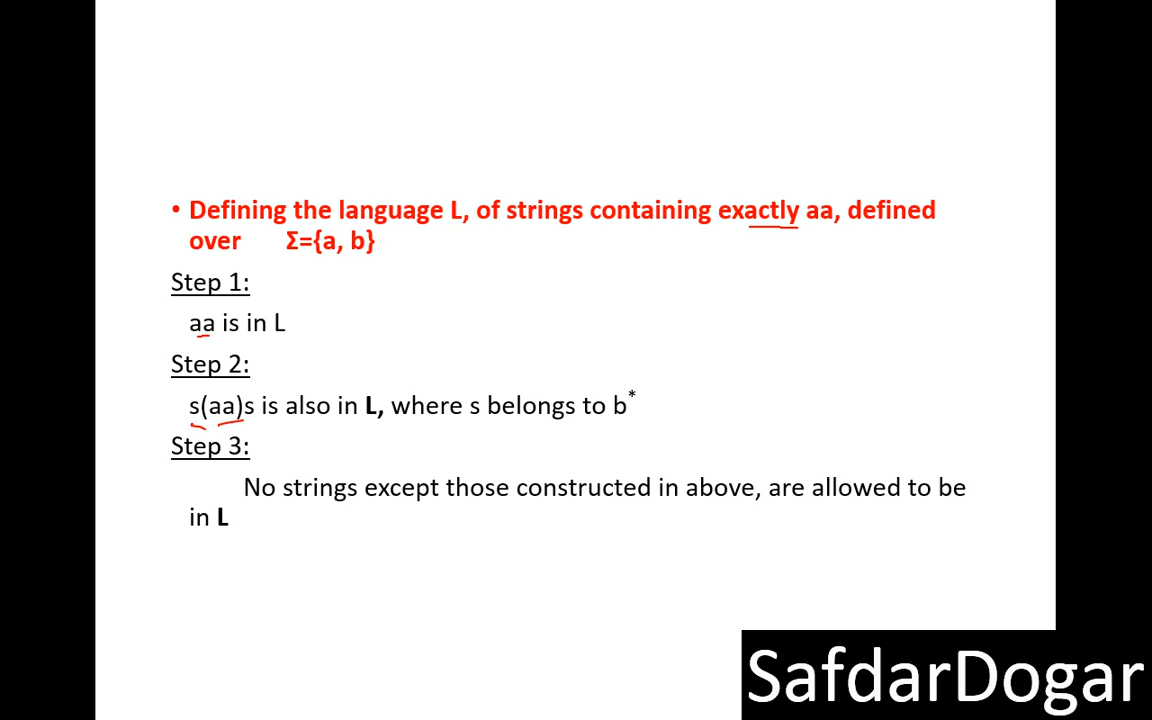 • Defining the language L, of strings containing exactly aa, defined
over Σ={a, b}
Step 1:
aa is in L
Step 2:
s(aa)s is also in L, where s belongs to b*
Step 3:
No strings except those constructed in above, are allowed to be
in L
SafdarDogar